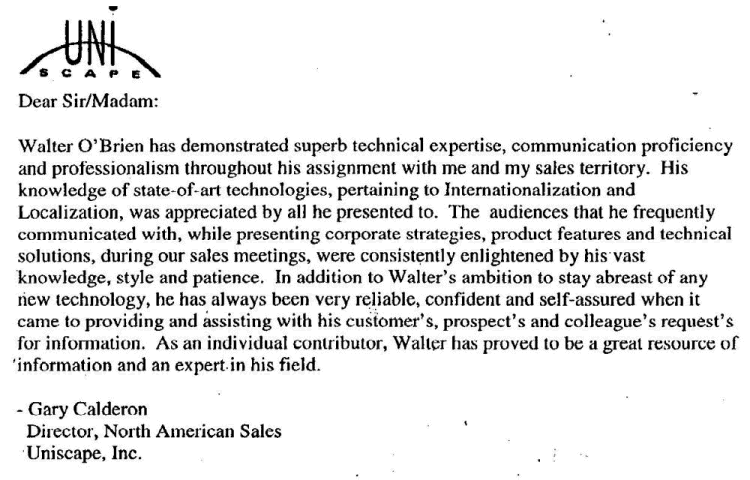 UNI
SCAPE
Dear Sir/Madam:
Walter O'Brien has demonstrated superb technical expertise, communication proficiency
and professionalism throughout his assignment with me and my sales territory. His
knowledge of state-of-art technologies, pertaining to Internationalization and
Localization, was appreciated by all he presented to. The audiences that he frequently
communicated with, while presenting corporate strategies, product features and technical
solutions, during our sales meetings, were consistently enlightened by his vast
knowledge, style and patience. In addition to Walter's ambition to stay abreast of any
new technology, he has always been very reliable, confident and self-assured when it
came to providing and assisting with his customer's, prospect's and colleague's request's
for information. As an individual contributor, Walter has proved to be a great resource of
information and an expert in his field.
- Gary Calderon
Director, North American Sales
Uniscape, Inc.